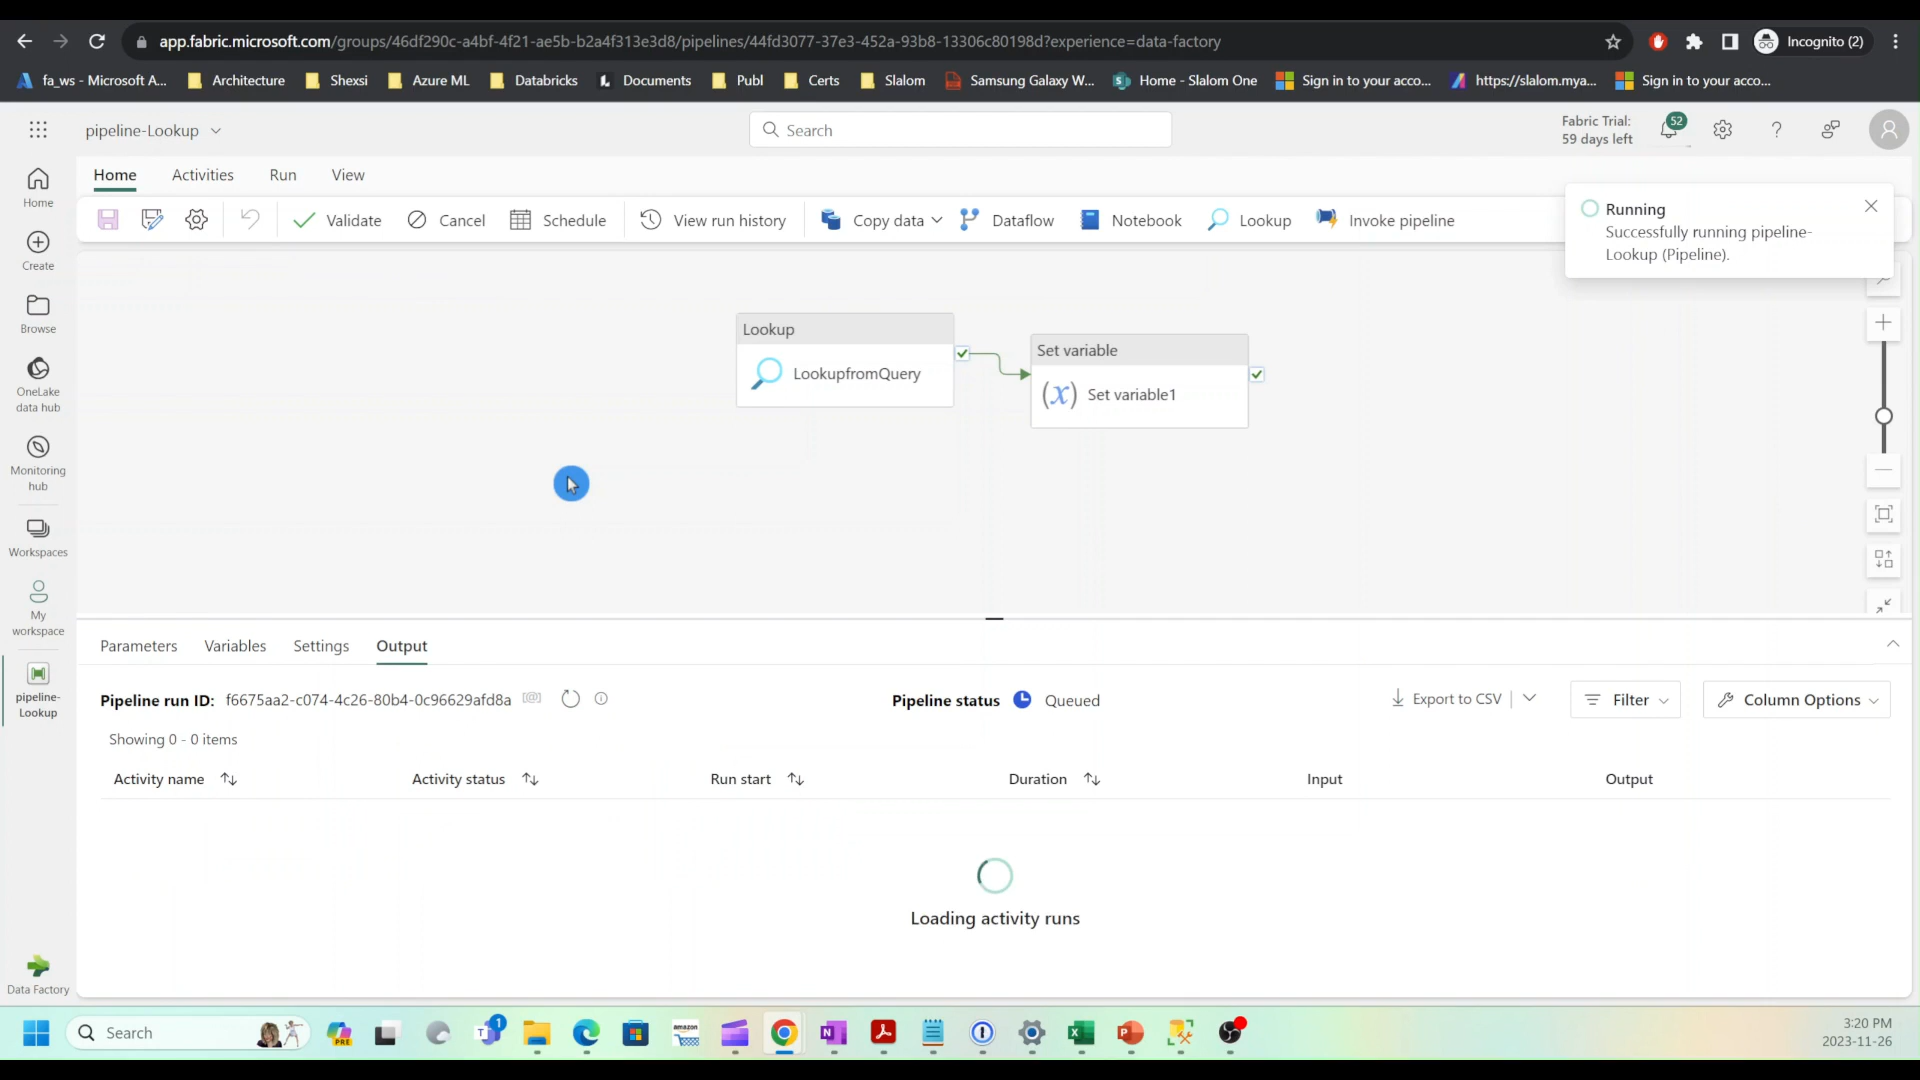 app.fabric.microsoft.com/groups/46df290c-a4bf-4f21-ae5b-b2a4f313e3d8/pipelines/44fd3077-37e3-452a-93b8-13306c80198d?experience=data-factory
Incognito (2)
fa_ws - Microsoft A...
Architecture
Shexsi
Azure ML
Databricks
Documents
Publ
Certs
Slalom
Samsung Galaxy W...
Home - Slalom One
Sign in to your acco...
https://slalom.mya...
Sign in to your acco...
pipeline-Lookup
Search
Fabric Trial:
59 days left
52
Home
Activities
Run
View
Validate
Cancel
Schedule
View run history
Copy data
Dataflow
Notebook
Lookup
Invoke pipeline
Running
Successfully running pipeline-
Lookup (Pipeline).
Home
Create
Browse
OneLake
data hub
Monitoring
hub
Workspaces
My
workspace
pipeline-
Lookup
Data Factory
Lookup
LookupfromQuery
Set variable
(x) Set variable1
Parameters
Variables
Settings
Output
Pipeline run ID: f6675aa2-c074-4c26-80b4-0c96629afd8a
Pipeline status
Queued
Export to CSV
Filter
Column Options
Showing 0 - 0 items
Activity name
Activity status
Run start
Duration
Input
Output
Loading activity runs
Search
PRE
1
amazon
3:20 PM
2023-11-26